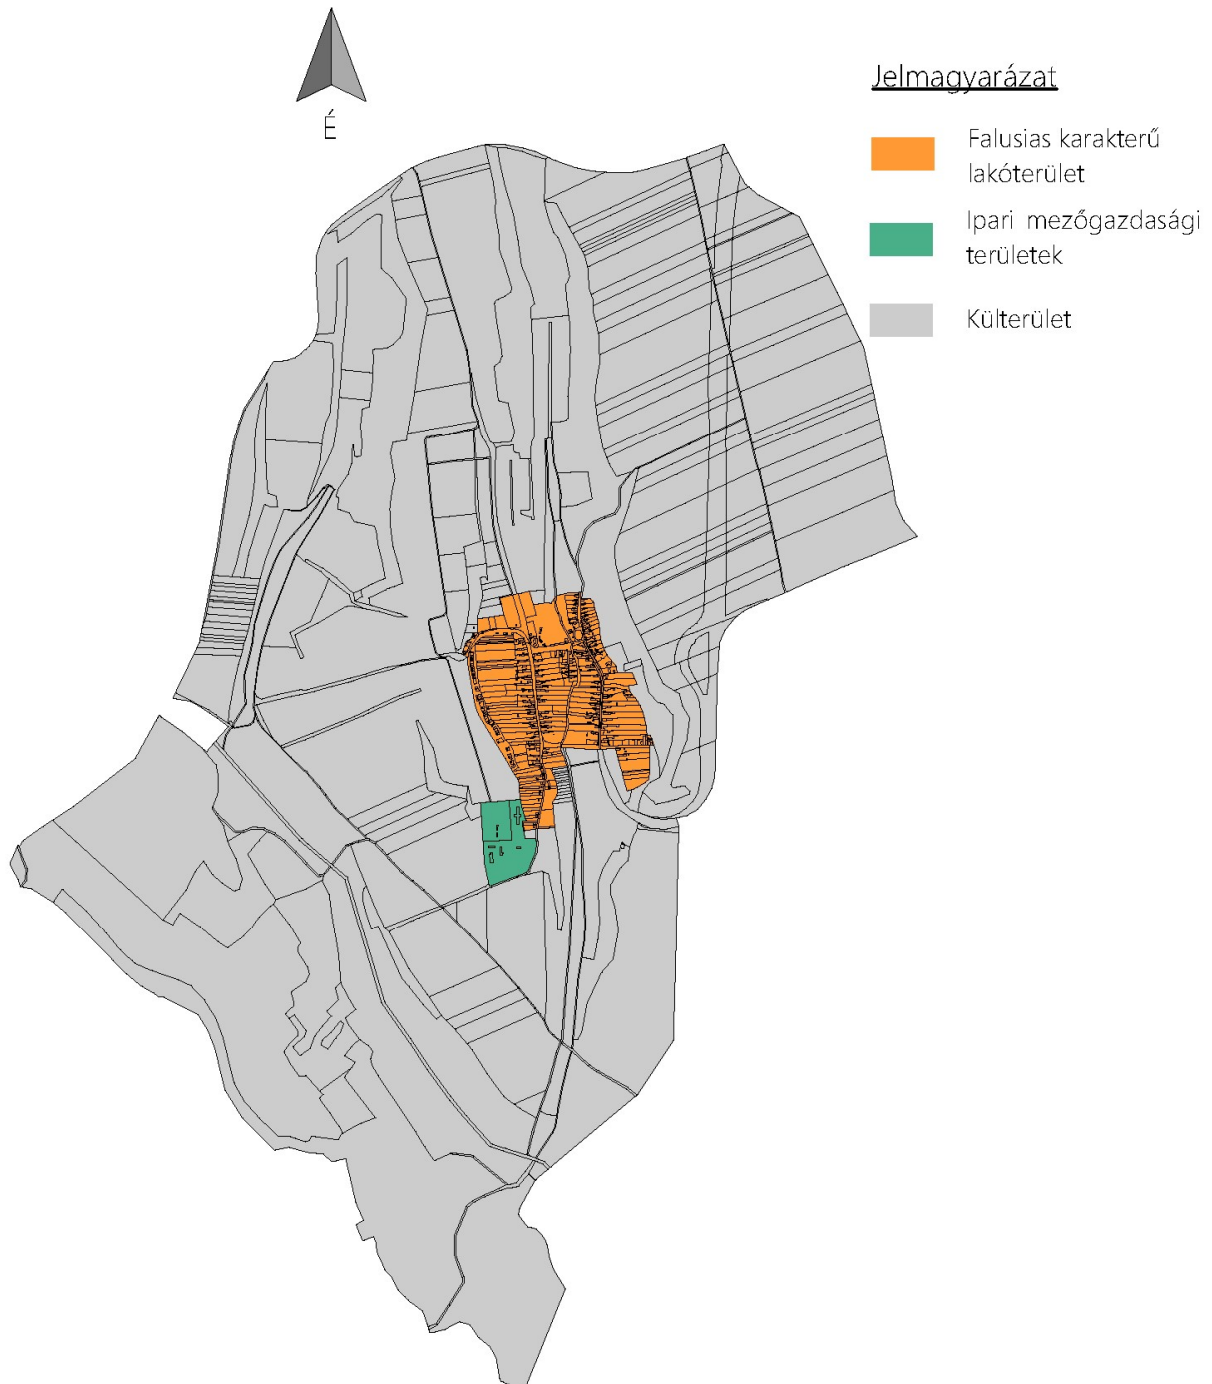 É
Jelmagyarázat
Falusias karakterű
lakóterület
Ipari mezőgazdasági
területek
Külterület